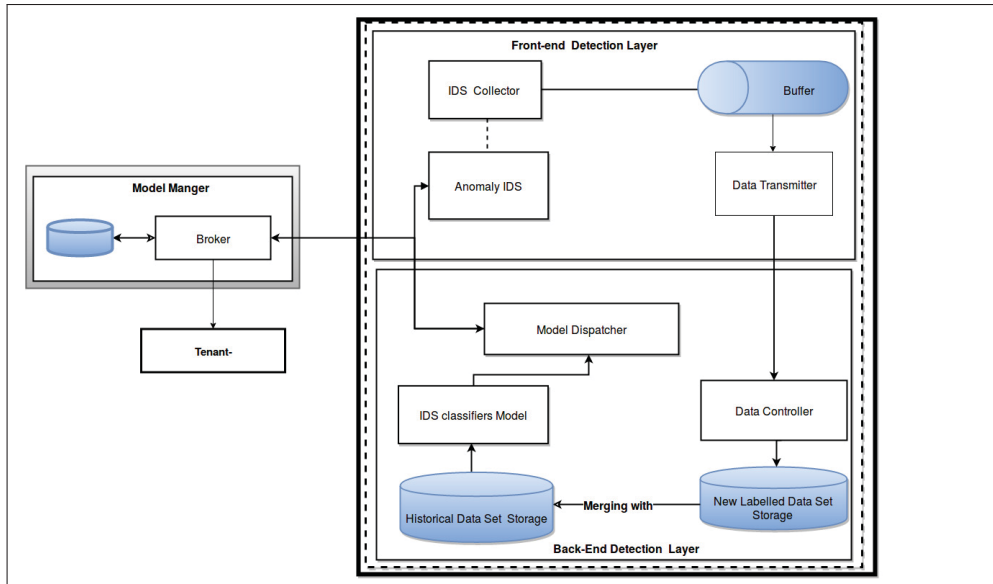 Front-end  Detection Layer
IDS  Collector
Buffer
Anomaly IDS
Data Transmitter
Model Manger
Broker
Tenant-
Model Dispatcher
IDS classifiers Model
Data Controller
Historical Data Set  Storage
Merging with
New Labelled Data Set
Storage
Back-End Detection  Layer